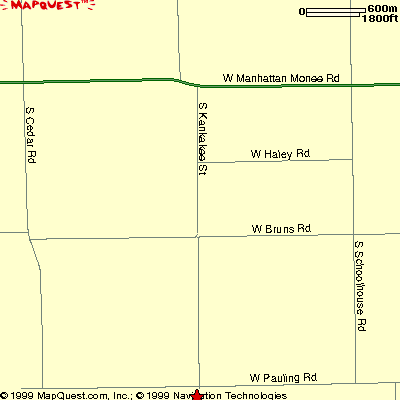 MAPQUEST™
0 600m
1800ft
W Manhattan Monee Rd
S Cedar Rd
S Kankakee St
W Haley Rd
W Bruns Rd
S Schoolhouse Rd
W Pauling Rd
© 1999 MapQuest.com, Inc.; © 1999 Navigation Technologies